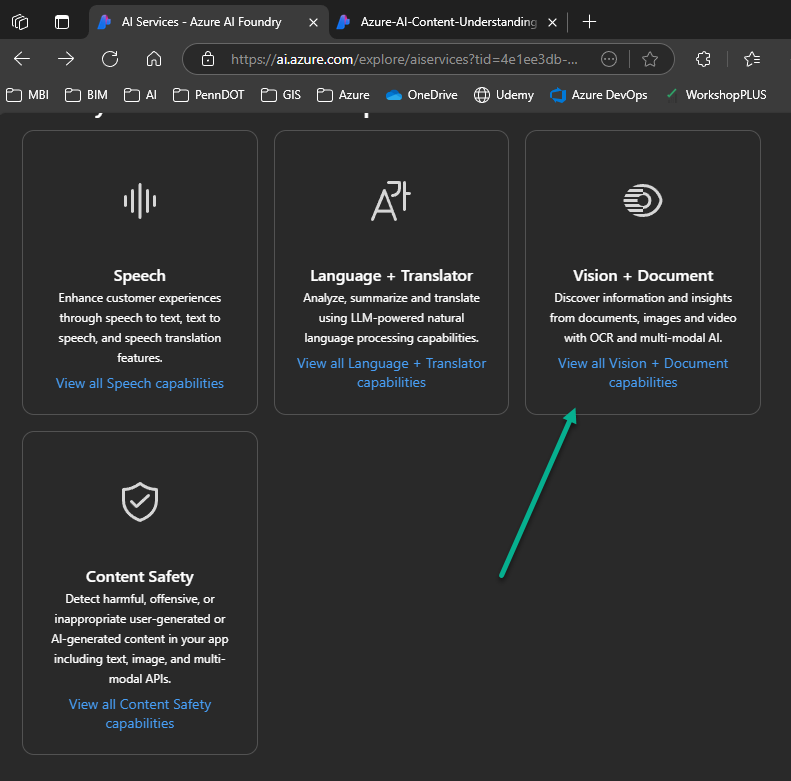 AI Services - Azure AI Foundry
Azure-AI-Content-Understanding
https://ai.azure.com/explore/aiservices?tid=4e1ee3db-...
MBI BIM AI PennDOT GIS Azure OneDrive Udemy Azure DevOps WorkshopPLUS
Speech
Enhance customer experiences
through speech to text, text to
speech, and speech translation
features.
View all Speech capabilities
Language + Translator
Analyze, summarize and translate
using LLM-powered natural
language processing capabilities.
View all Language + Translator
capabilities
Vision + Document
Discover information and insights
from documents, images and video
with OCR and multi-modal AI.
View all Vision + Document
capabilities
Content Safety
Detect harmful, offensive, or
inappropriate user-generated or
AI-generated content in your app
including text, image, and multi-
modal APIs.
View all Content Safety
capabilities